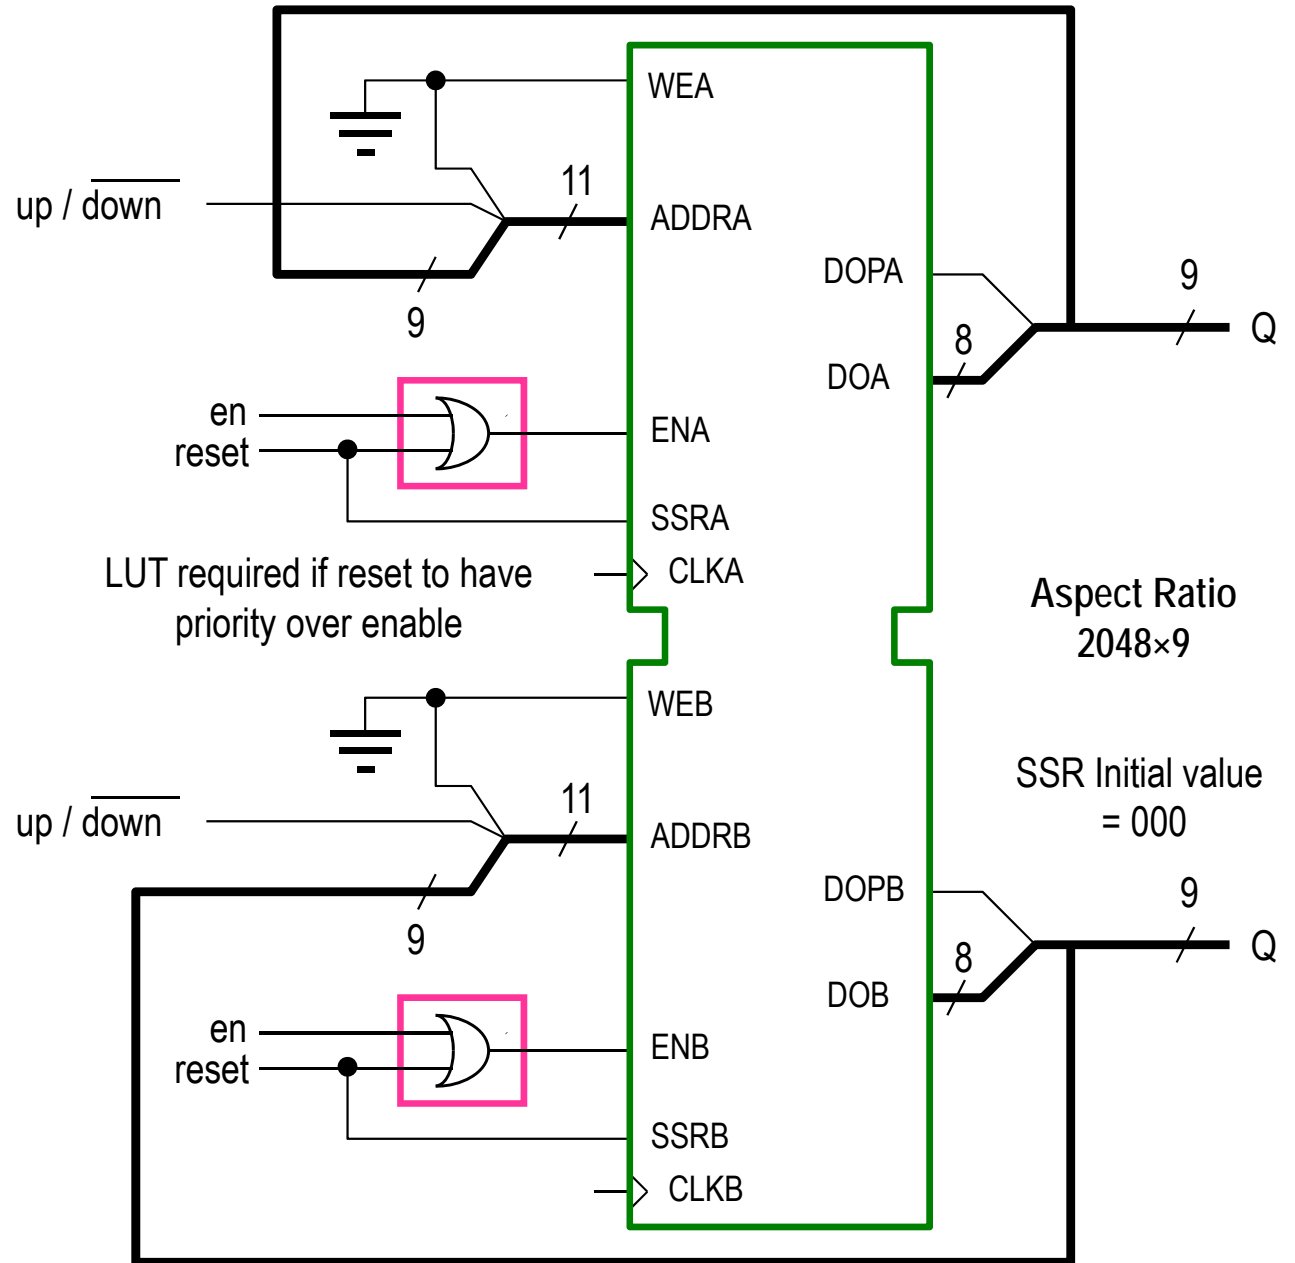 WEA
11
up / down
ADDRA
DOPA
9
9
Q
8
DOA
en
ENA
reset
SSRA
CLKA
LUT required if reset to have
priority over enable
Aspect Ratio
2048×9
WEB
SSR Initial value
= 000
11
up / down
ADDRB
DOPB
9
9
Q
8
DOB
en
ENB
reset
SSRB
CLKB